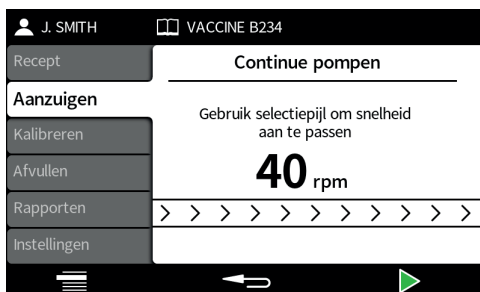 J. SMITH
VACCINE B234
Recept
Aanzuigen
Kalibreren
Afvullen
Rapporten
Instellingen
Continue pompen
Gebruik selectiepijl om snelheid
aan te passen
40 rpm